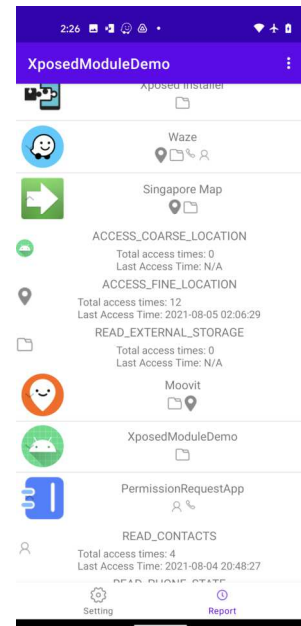 2:26
XposedModuleDemo
Xposed Installer
Waze
Singapore Map
ACCESS_COARSE_LOCATION
Total access times: 0
Last Access Time: N/A
ACCESS_FINE_LOCATION
Total access times: 12
Last Access Time: 2021-08-05 02:06:29
READ_EXTERNAL_STORAGE
Total access times: 0
Last Access Time: N/A
Moovit
XposedModuleDemo
PermissionRequestApp
READ_CONTACTS
Total access times: 4
Last Access Time: 2021-08-04 20:48:27
READ_PHONE_STATE
Setting
Report